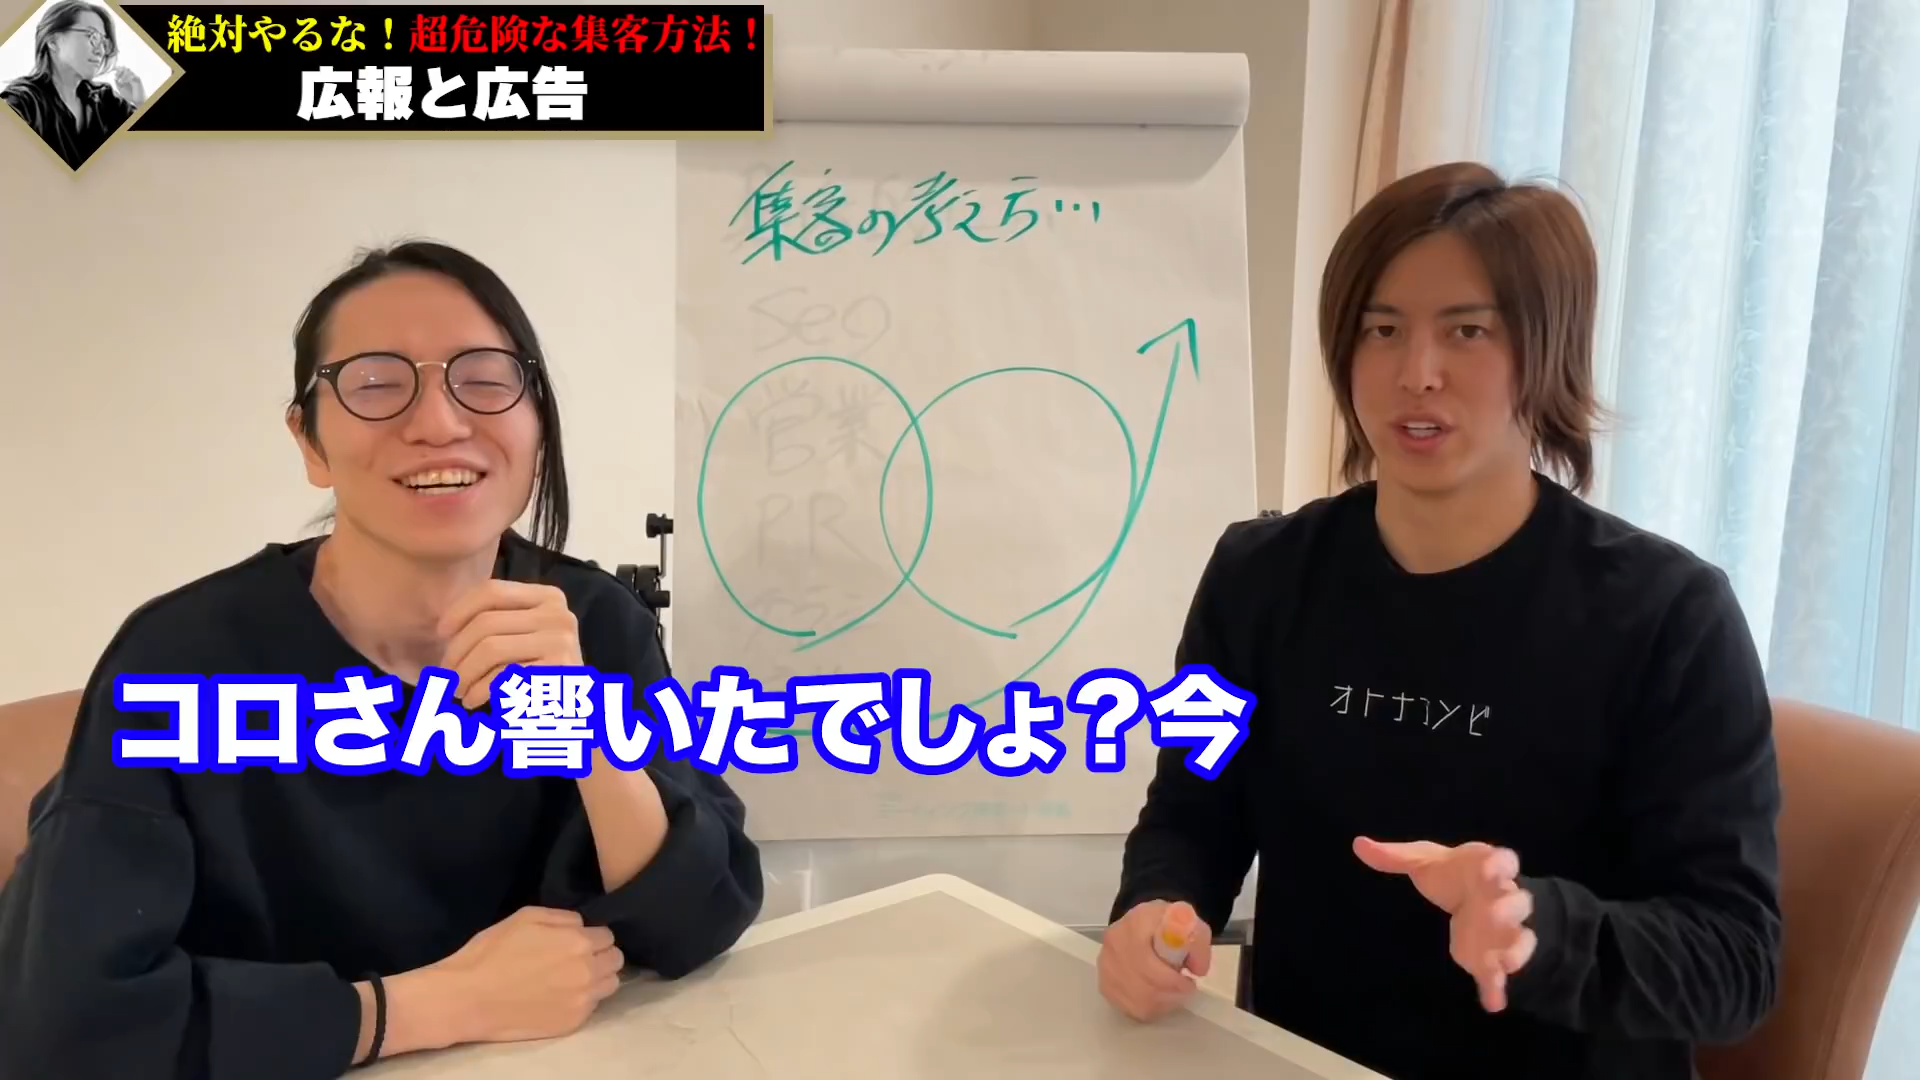 絶対やるな！超危険な集客方法！
広報と広告
集客の考え方…
Seo
営業
PR
コロさん響いたでしょ？今
オトナコンビ